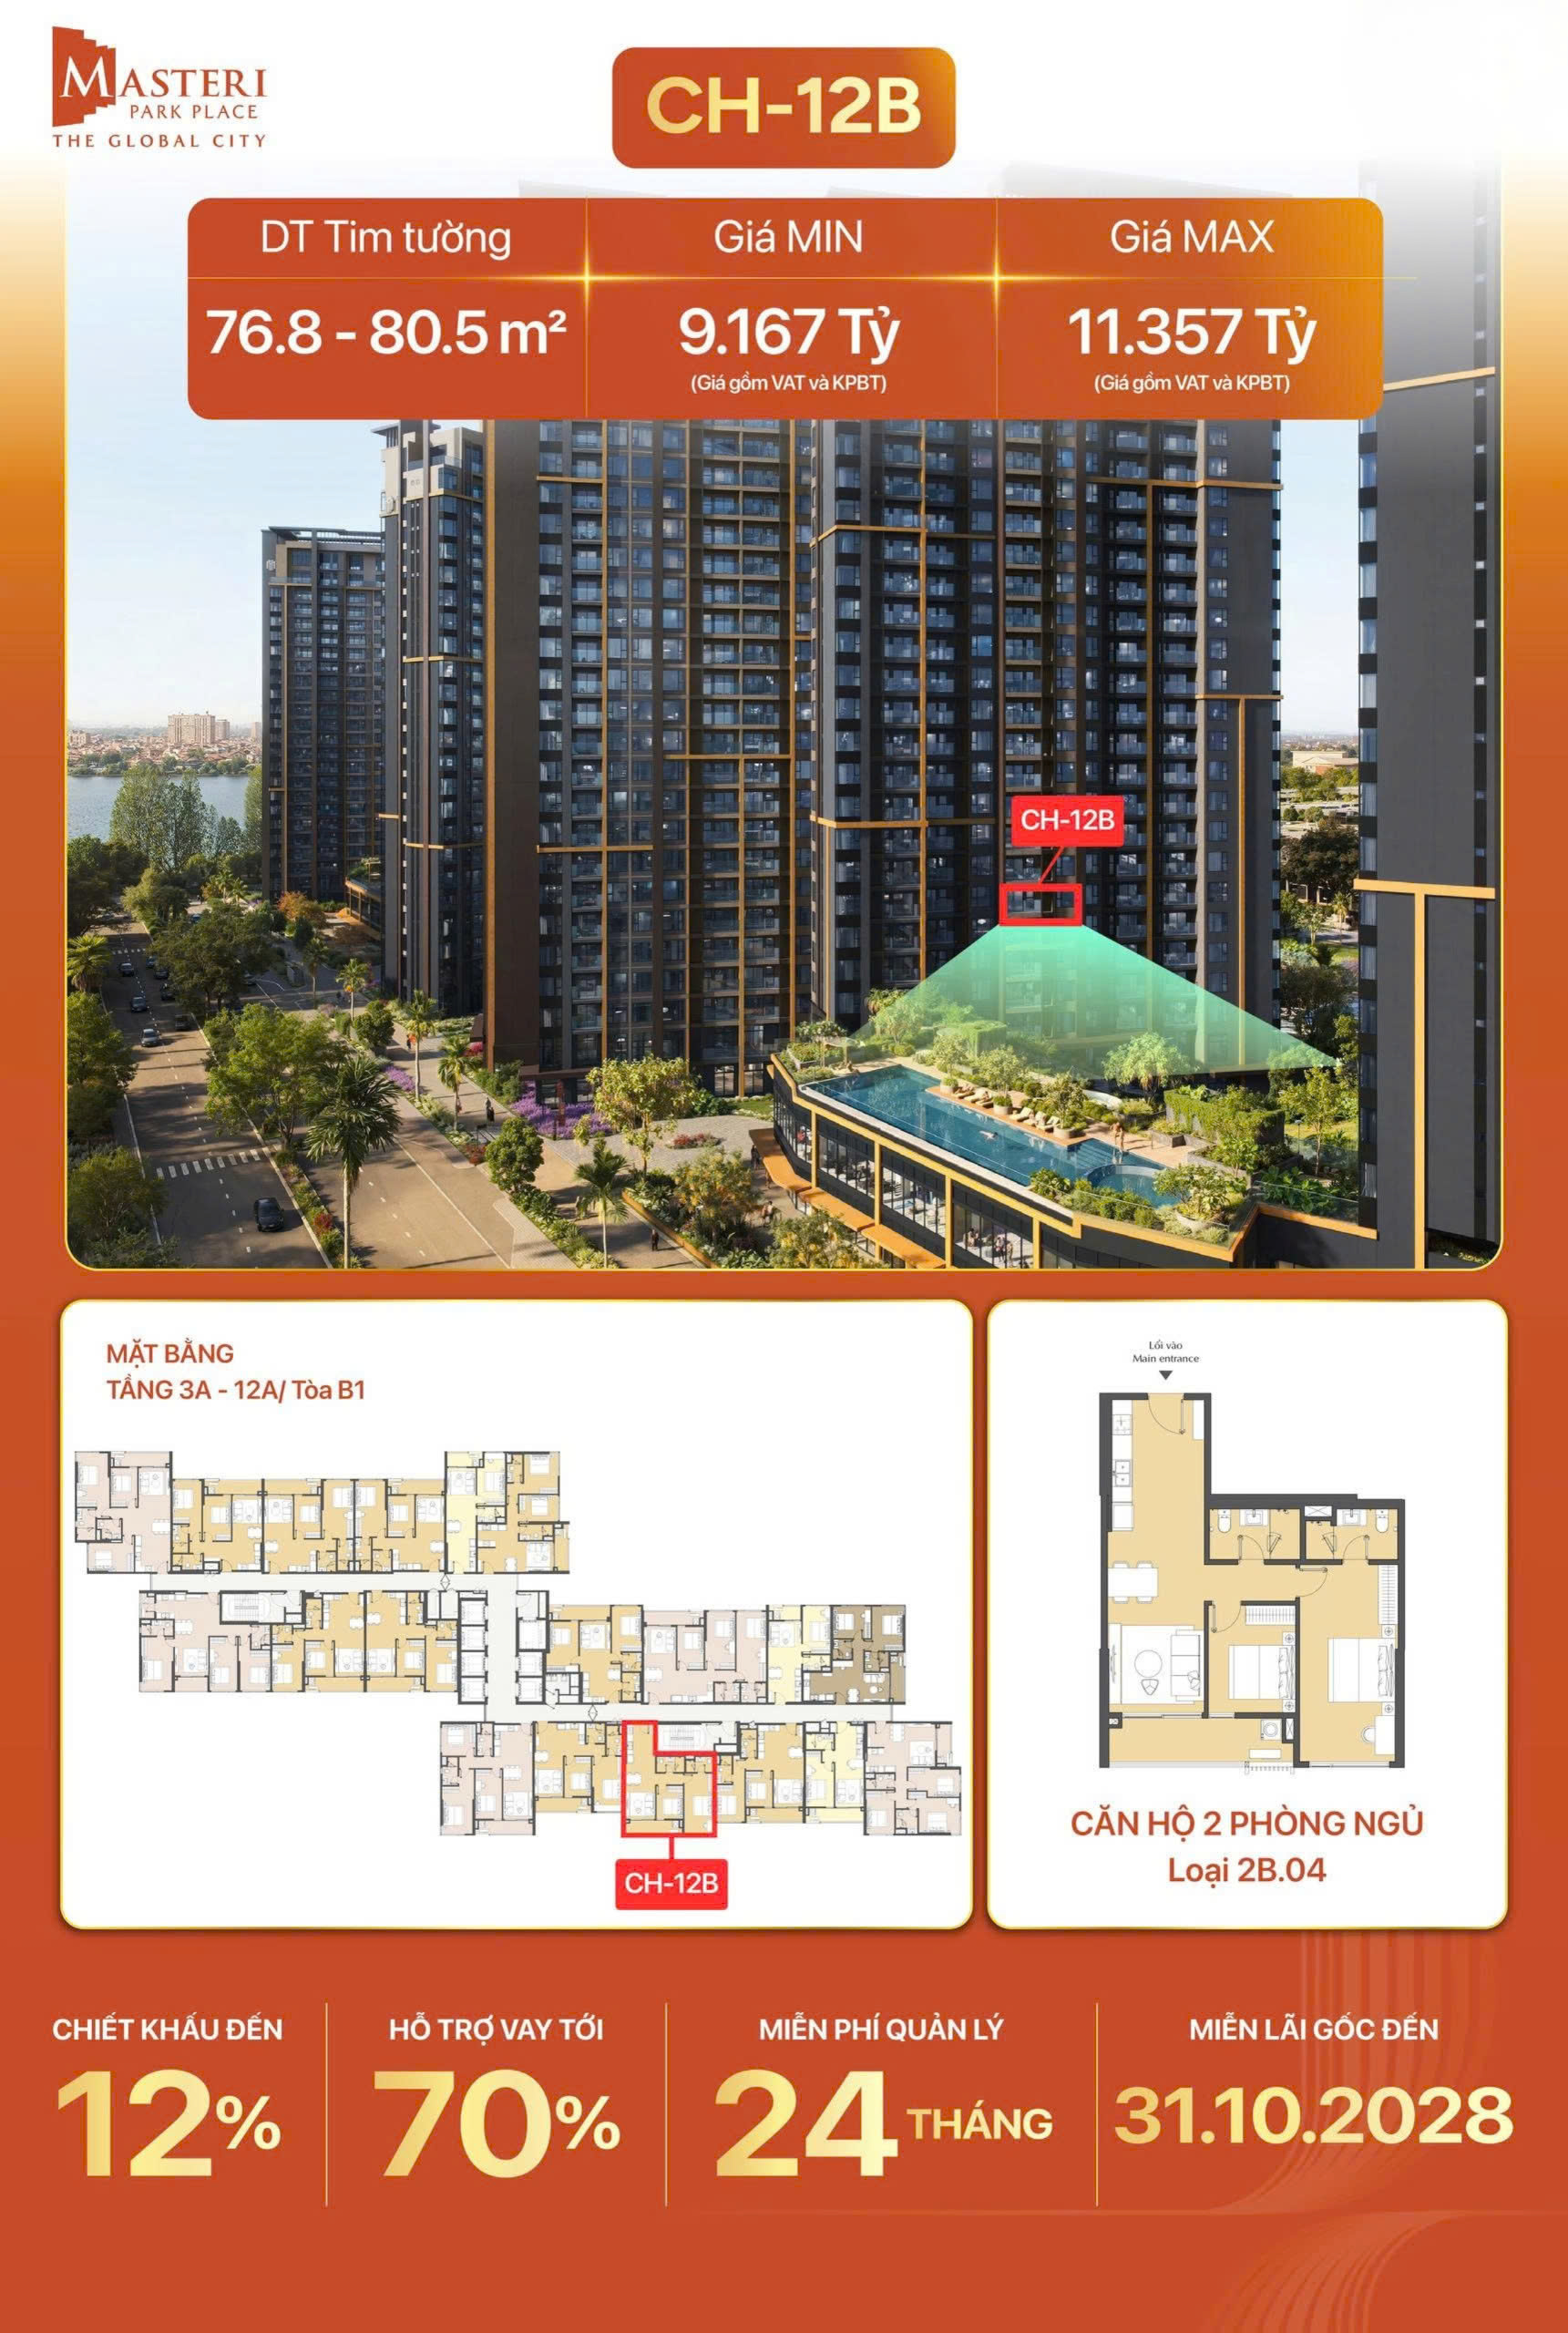 MASTERI
PARK PLACE
THE GLOBAL CITY
CH-12B
DT Tim tường
Giá MIN
Giá MAX
76.8 - 80.5 m²
9.167 Tỷ
11.357 Tỷ
(Giá gồm VAT và KPBT)
(Giá gồm VAT và KPBT)
CH-12B
MẶT BẰNG
TẦNG 3A - 12A/ Tòa B1
CH-12B
Lối vào
Main entrance
CĂN HỘ 2 PHÒNG NGỦ
Loại 2B.04
CHIẾT KHẤU ĐẾN
12%
HỖ TRỢ VAY TỚI
70%
MIỄN PHÍ QUẢN LÝ
24 THÁNG
MIỄN LÃI GỐC ĐẾN
31.10.2028